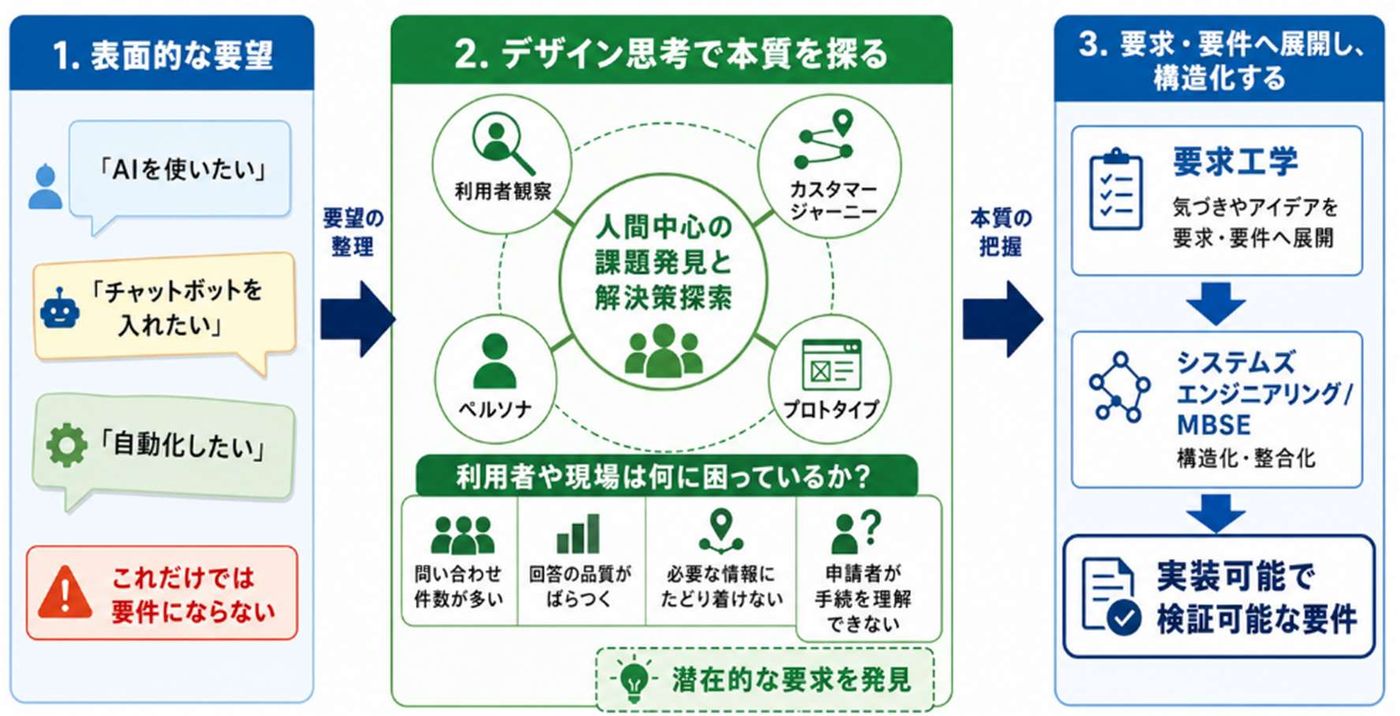 1. 表面的な要望
「AIを使いたい」
「チャットボットを
入れたい」
「自動化したい」
これだけでは
要件にならない
要望の
整理
2. デザイン思考で本質を探る
利用者観察
カスタマー
ジャーニー
人間中心の
課題発見と
解決策探索
ペルソナ
プロトタイプ
利用者や現場は何に困っているか?
問い合わせ
件数が多い
回答の品質が
ばらつく
必要な情報に
たどり着けない
申請者が
手続を理解
できない
潜在的な要求を発見
本質の
把握
3. 要求・要件へ展開し、
構造化する
要求工学
気づきやアイデアを
要求・要件へ展開
システムズ
エンジニアリング/
MBSE
構造化・整合化
実装可能で
検証可能な要件